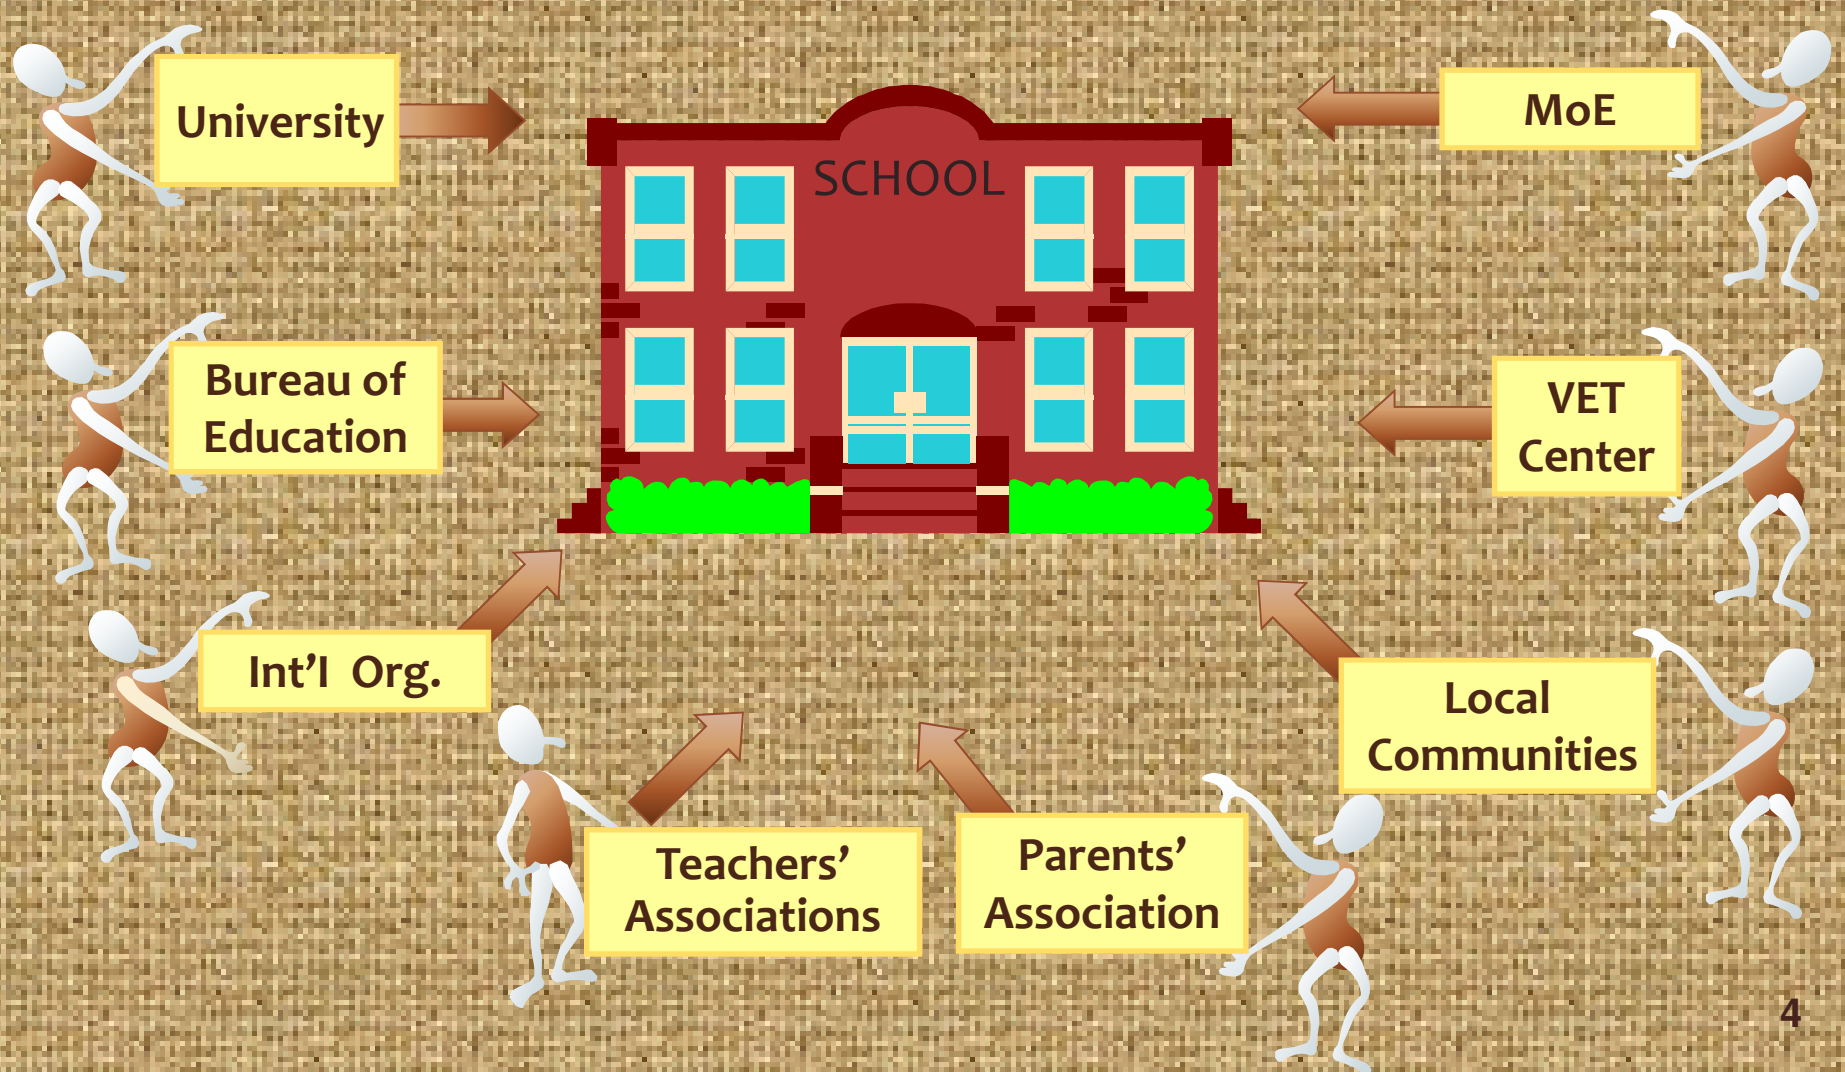 University
MoE
SCHOOL
Bureau of
Education
VET
Center
Int’l  Org.
Local
Communities
Teachers’
Associations
Parents’
Association
4